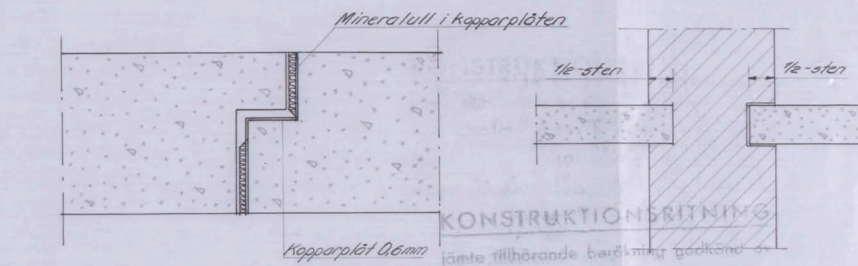 Mineralull i kopparplåten
1/2-sten
1/2-sten
KONSTRUKTIONSRITNING
Kopparplåt 0,6mm
jämte tillhörande beräkning godkänd av